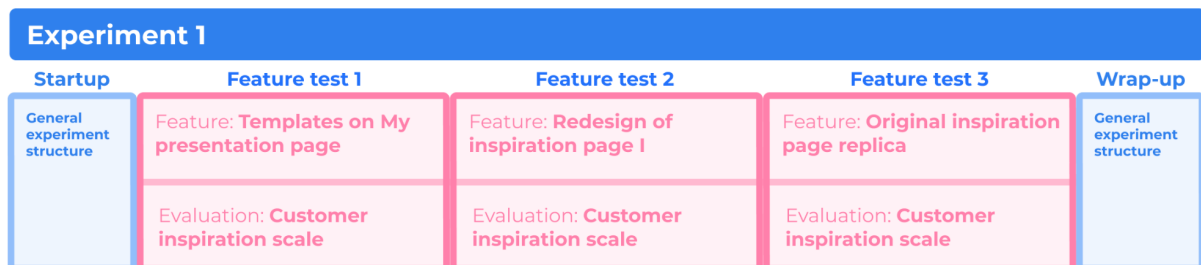 Experiment 1
Startup
Feature test 1
Feature test 2
Feature test 3
Wrap-up
General
experiment
structure
Feature: Templates on My
presentation page
Feature: Redesign of
inspiration page I
Feature: Original inspiration
page replica
General
experiment
structure
Evaluation: Customer
inspiration scale
Evaluation: Customer
inspiration scale
Evaluation: Customer
inspiration scale